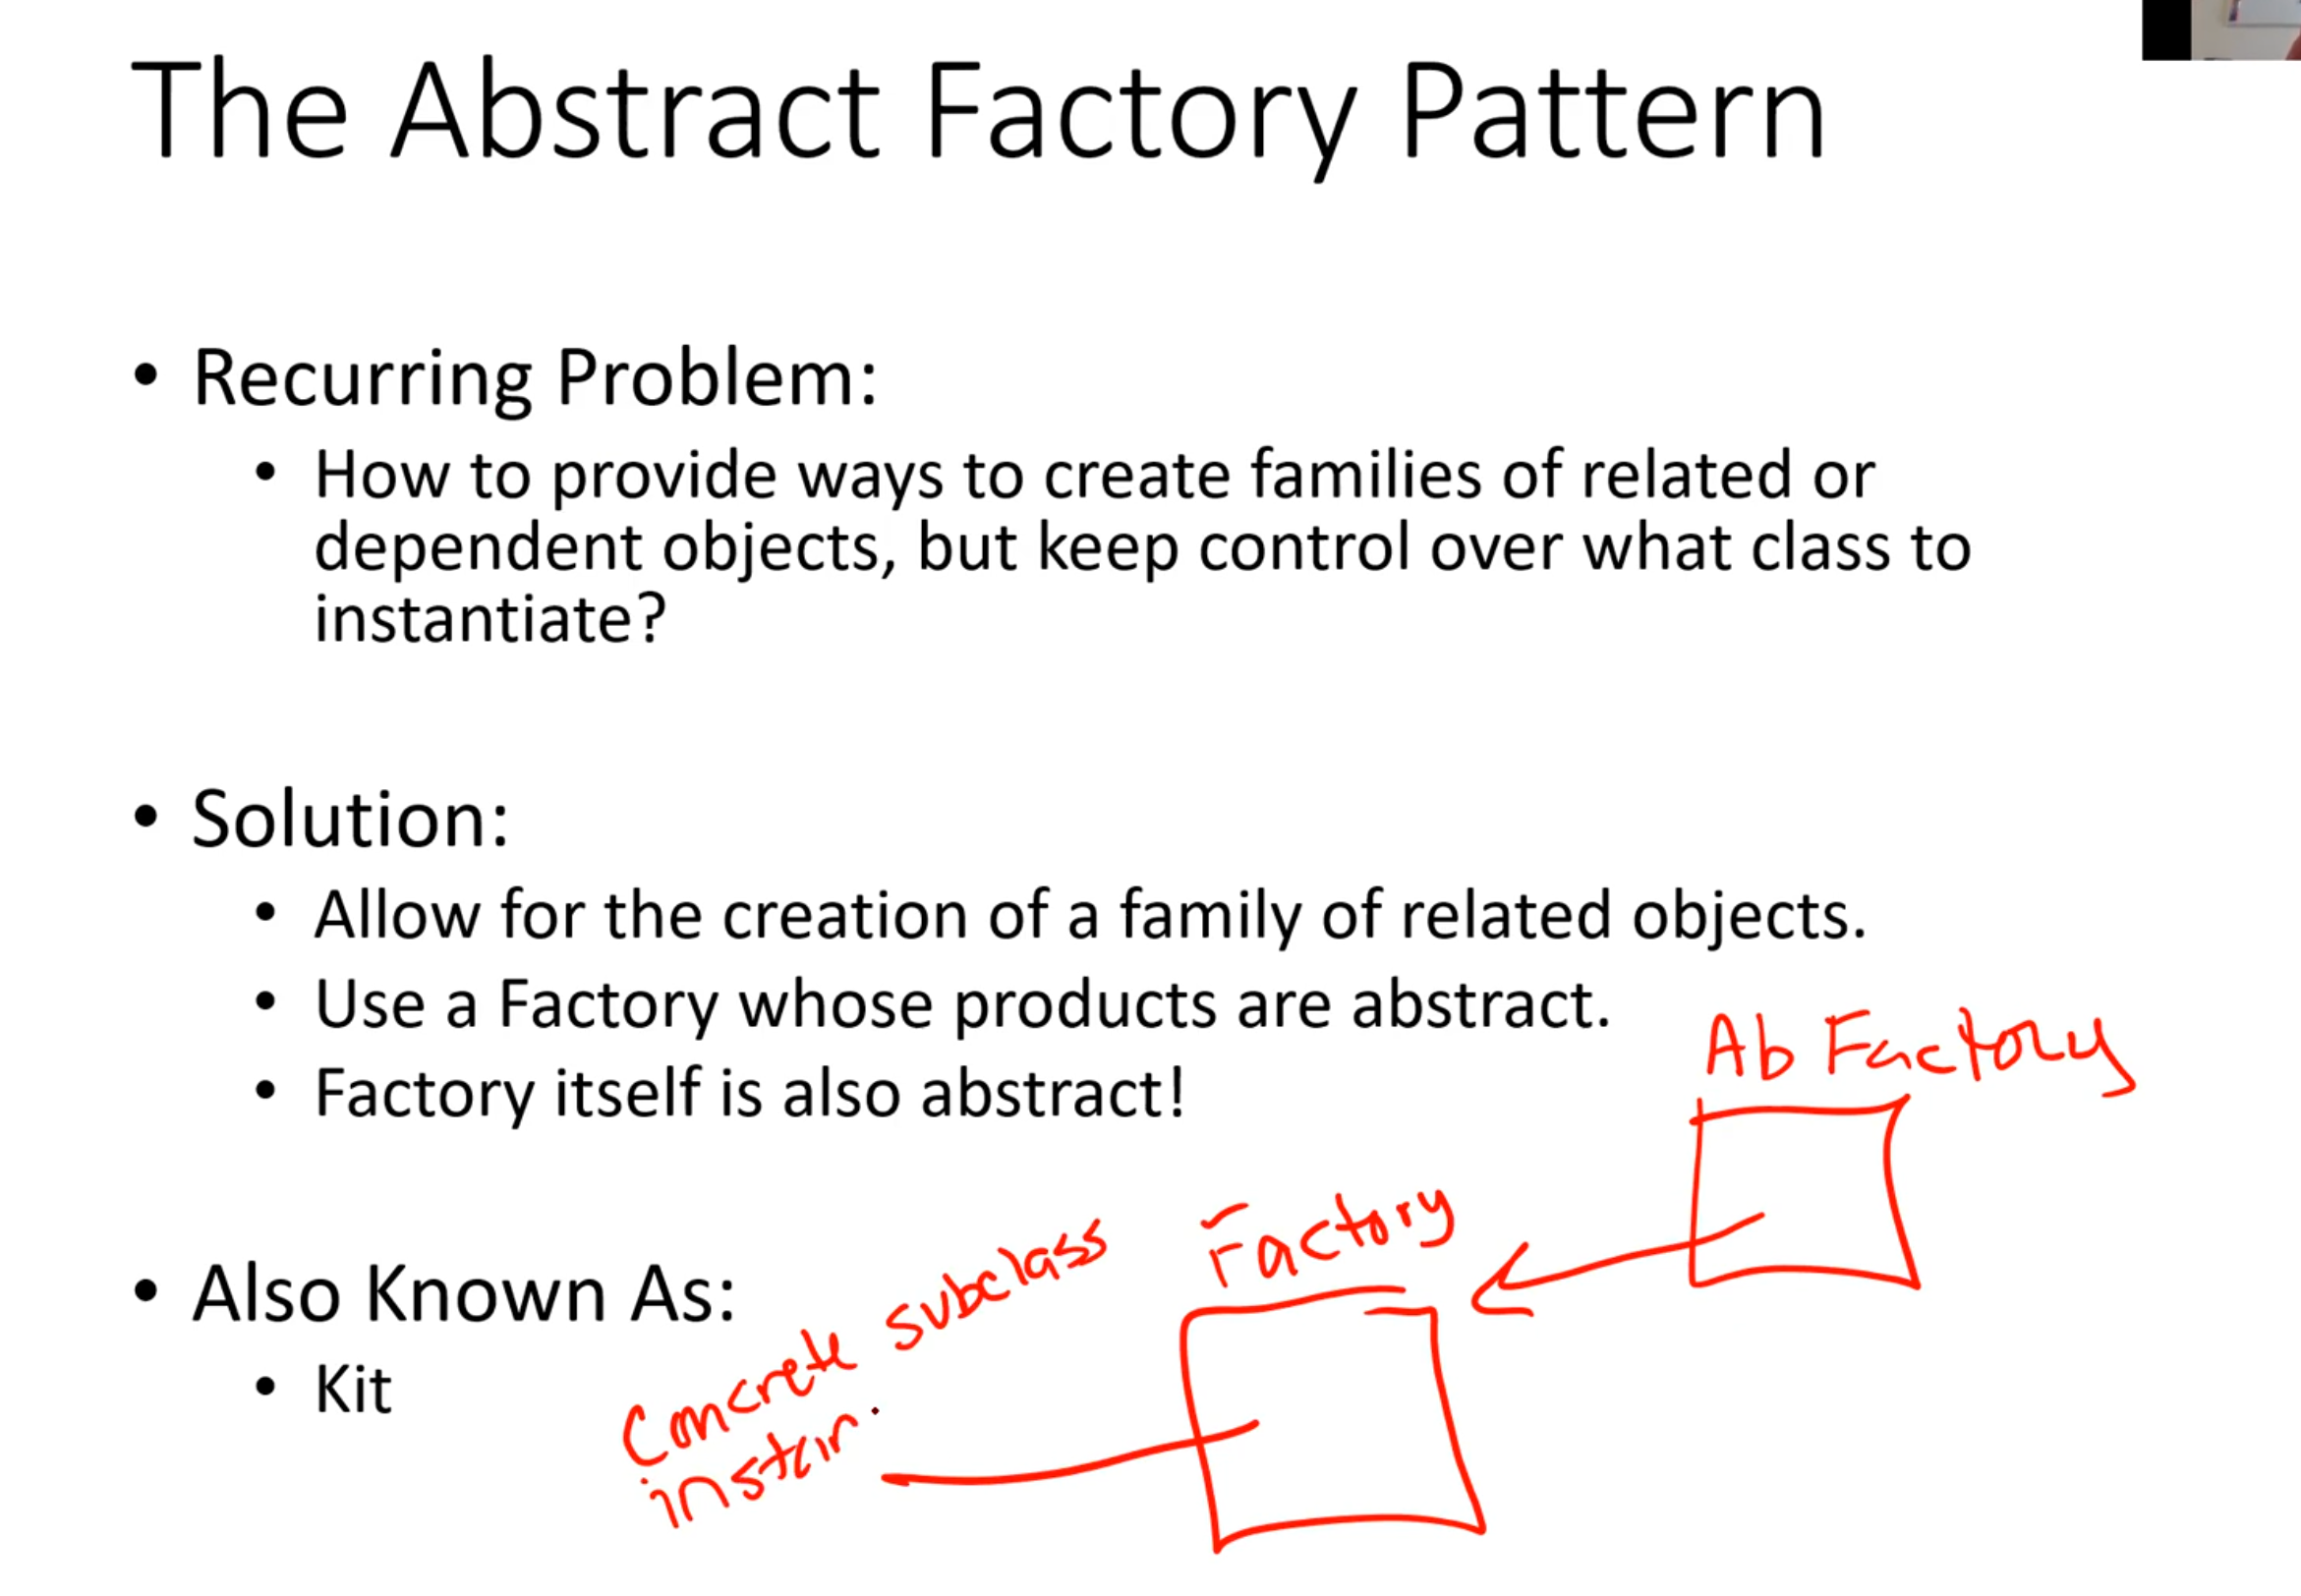 The Abstract Factory Pattern
• Recurring Problem:
• How to provide ways to create families of related or
dependent objects, but keep control over what class to
instantiate?
• Solution:
• Allow for the creation of a family of related objects.
• Use a Factory whose products are abstract.
• Factory itself is also abstract!
Ab Factory
• Also Known As:
• Kit
Factory
Concrete subclass